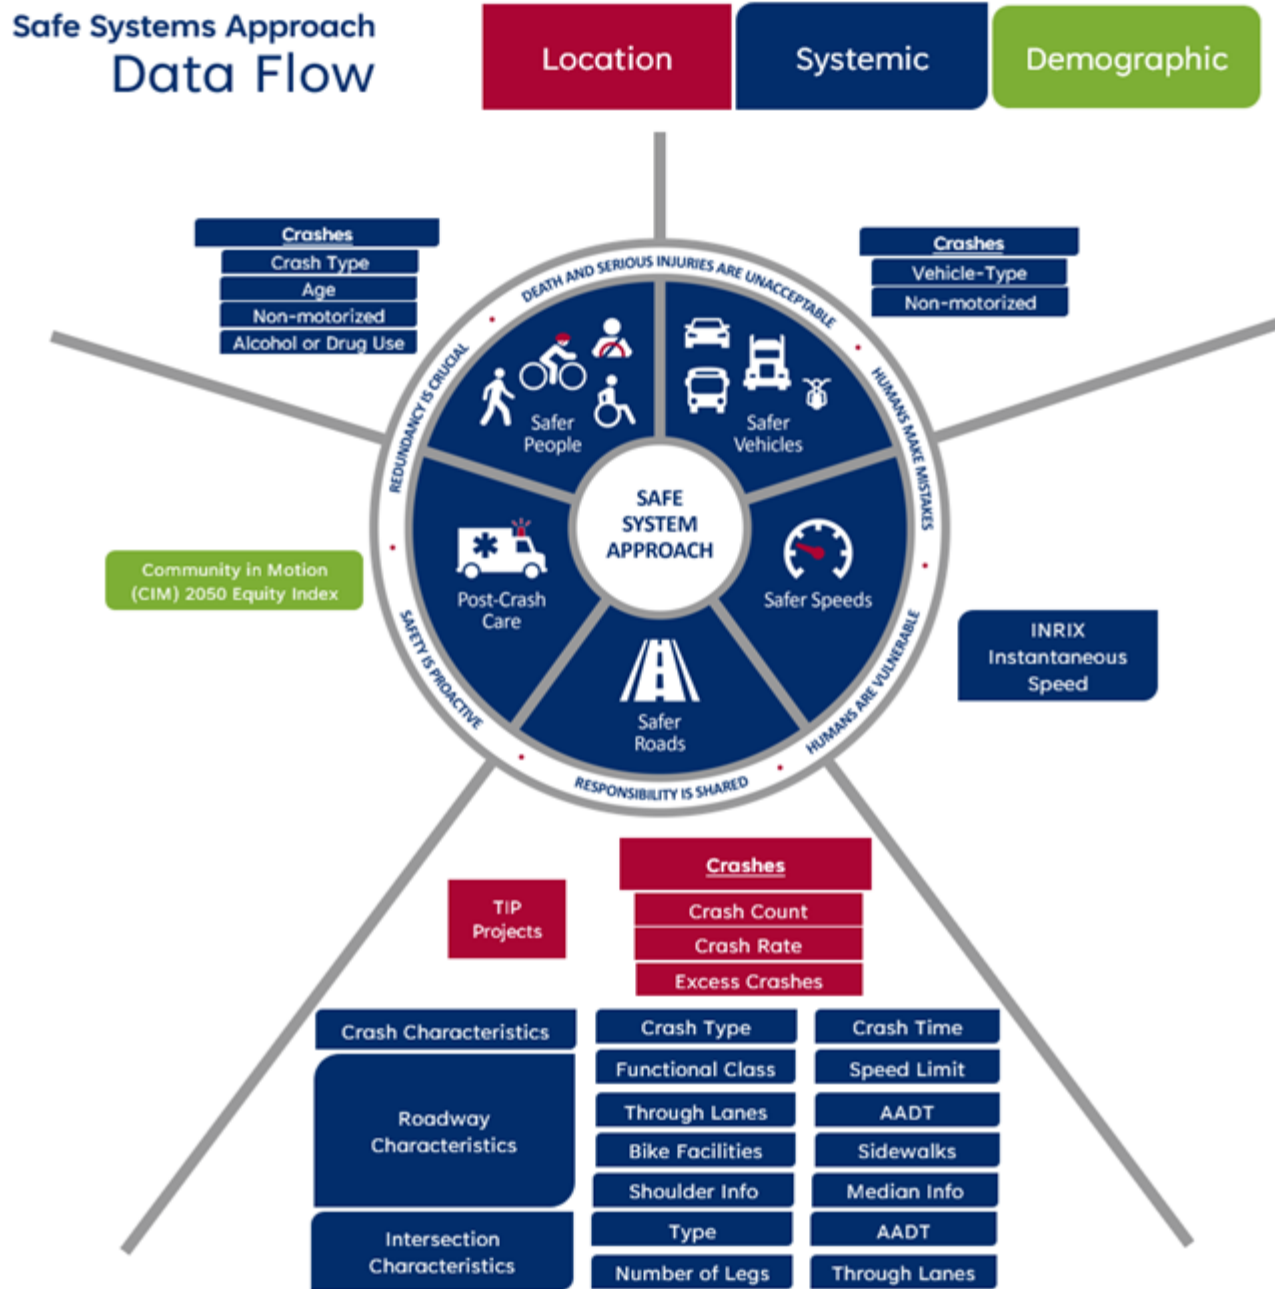 Safe Systems Approach
Data Flow
Location
Systemic
Demographic
Crashes
Crash Type
Age
Non-motorized
Alcohol or Drug Use
Crashes
Vehicle-Type
Non-motorized
DEATH AND SERIOUS INJURIES ARE UNACCEPTABLE
HUMANS MAKE MISTAKES
HUMANS ARE VULNERABLE
RESPONSIBILITY IS SHARED
SAFETY IS PROACTIVE
REDUNDANCY IS CRUCIAL
Safer
People
Safer
Vehicles
SAFE
SYSTEM
APPROACH
Post-Crash
Care
Safer Speeds
Safer
Roads
Community in Motion
(CIM) 2050 Equity Index
INRIX
Instantaneous
Speed
TIP
Projects
Crashes
Crash Count
Crash Rate
Excess Crashes
Crash Characteristics
Crash Type
Crash Time
Roadway
Characteristics
Functional Class
Speed Limit
Through Lanes
AADT
Bike Facilities
Sidewalks
Shoulder Info
Median Info
Intersection
Characteristics
Type
AADT
Number of Legs
Through Lanes